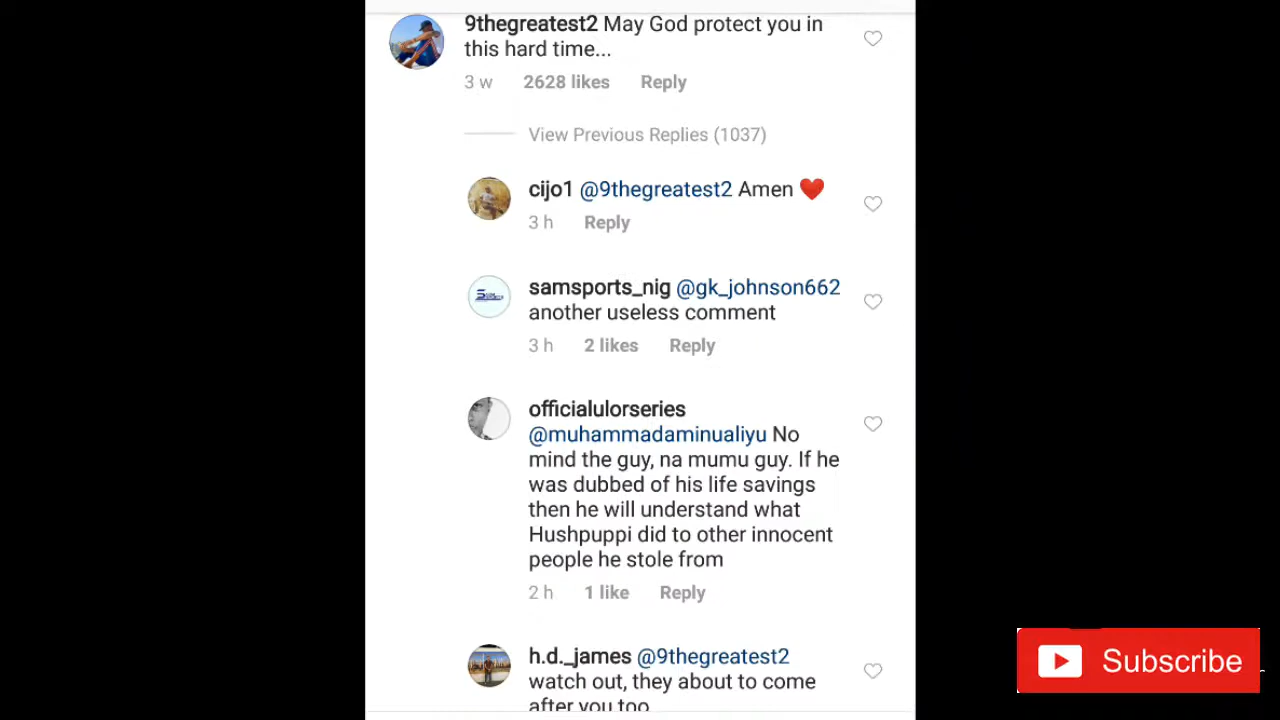 9thegreatest2 May God protect you in
this hard time...
3 w 2628 likes Reply
View Previous Replies (1037)
cijo1 @9thegreatest2 Amen ❤️
3 h Reply
samsports_nig @gk_johnson662
another useless comment
3 h 2 likes Reply
officialulorseries
@muhammadaminualiyu No
mind the guy, na mumu guy. If he
was dubbed of his life savings
then he will understand what
Hushpuppi did to other innocent
people he stole from
2 h 1 like Reply
h.d._james @9thegreatest2
watch out, they about to come
after you too
Subscribe